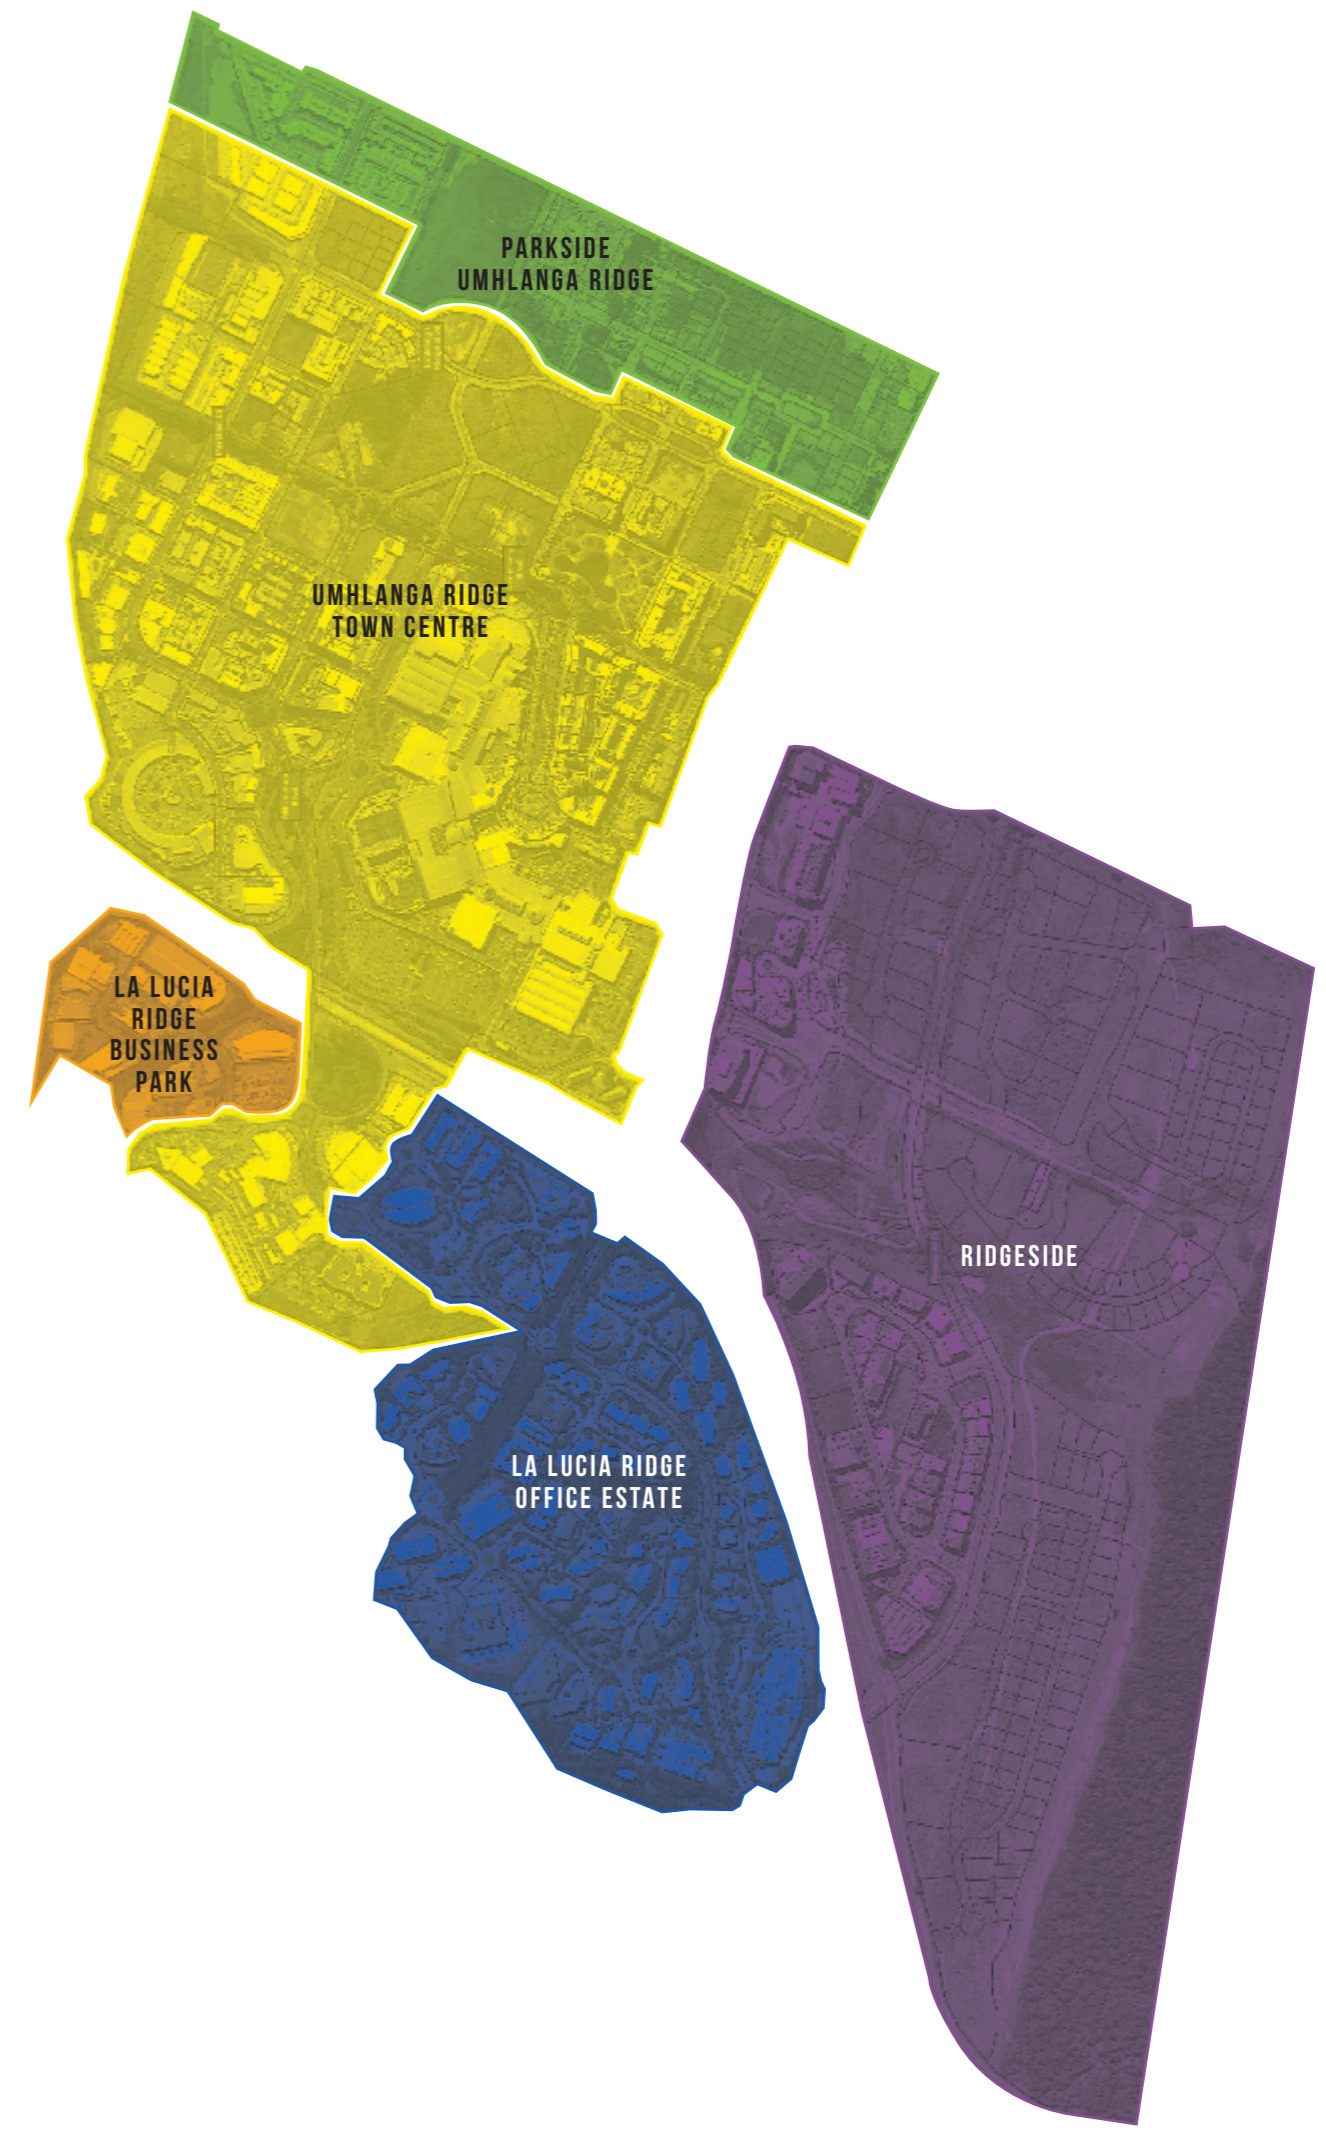 PARKSIDE
UMHLANGA RIDGE
UMHLANGA RIDGE
TOWN CENTRE
LA LUCIA
RIDGE
BUSINESS
PARK
RIDGESIDE
LA LUCIA RIDGE
OFFICE ESTATE